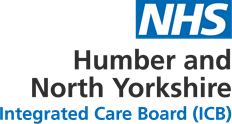 NHS
Humber and
North Yorkshire
Integrated Care Board (ICB)